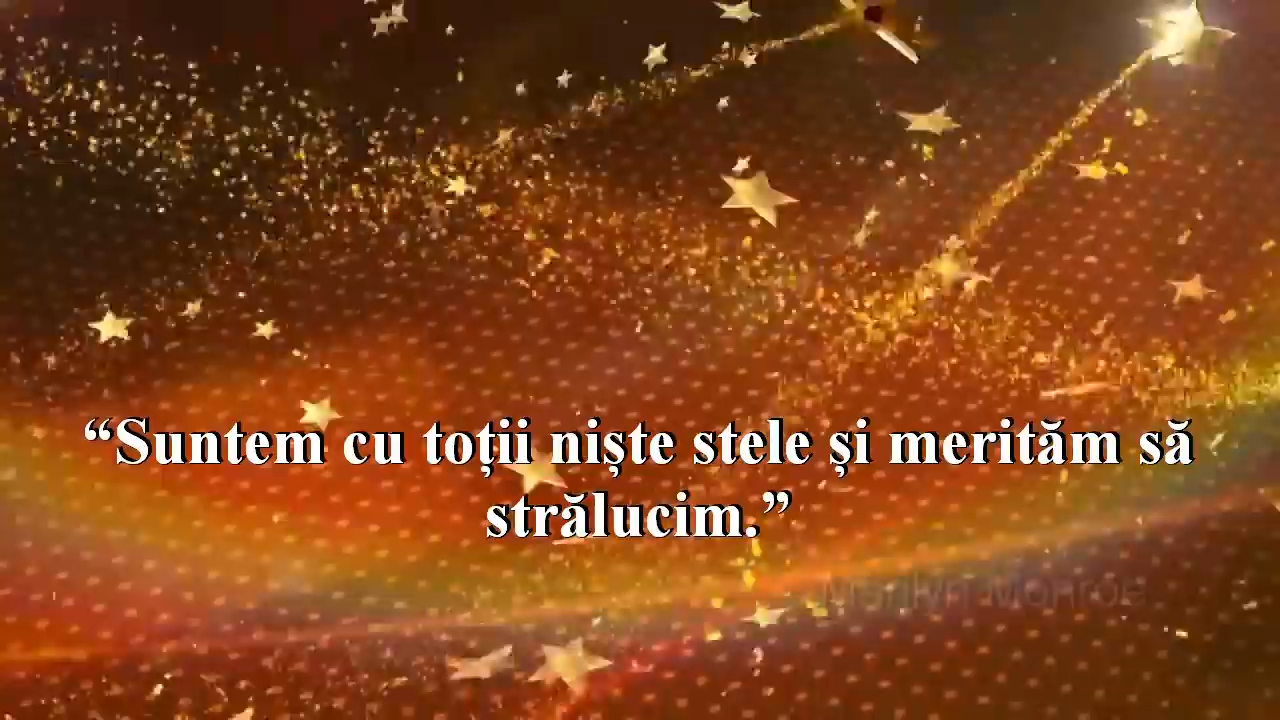 “Suntem cu toții niște stele și merităm să
strălucim.”
Marilyn Monroe